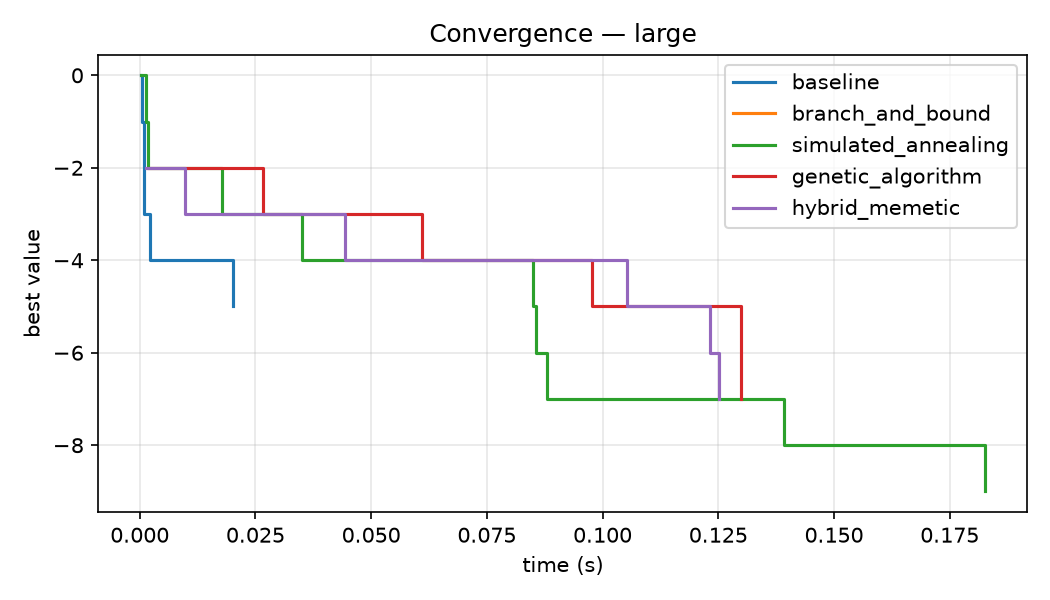 Convergence — large
best value
0
−2
−4
−6
−8
baseline
branch_and_bound
simulated_annealing
genetic_algorithm
hybrid_memetic
0.000 0.025 0.050 0.075 0.100 0.125 0.150 0.175
time (s)